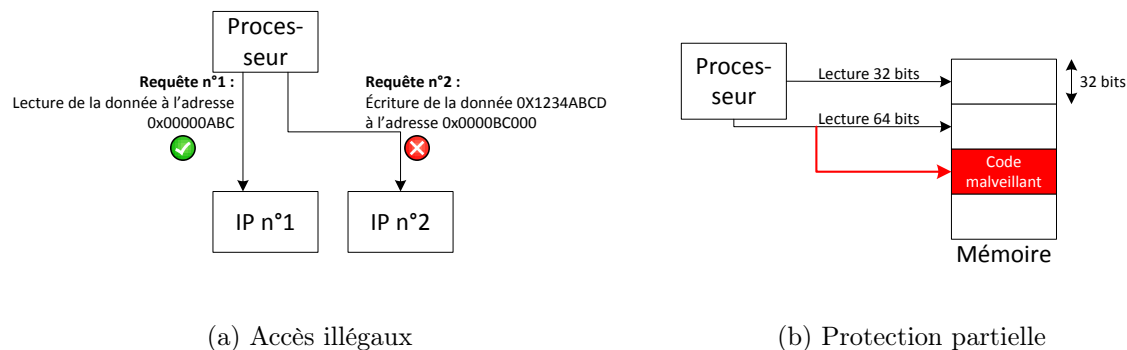 Proces-
seur
Requête n°1 :
Lecture de la donnée à l'adresse
0x00000ABC
Requête n°2 :
Écriture de la donnée 0X1234ABCD
à l'adresse 0x0000BC000
IP n°1
IP n°2
(a) Accès illégaux
Proces-
seur
Lecture 32 bits
Lecture 64 bits
32 bits
Code
malveillant
Mémoire
(b) Protection partielle